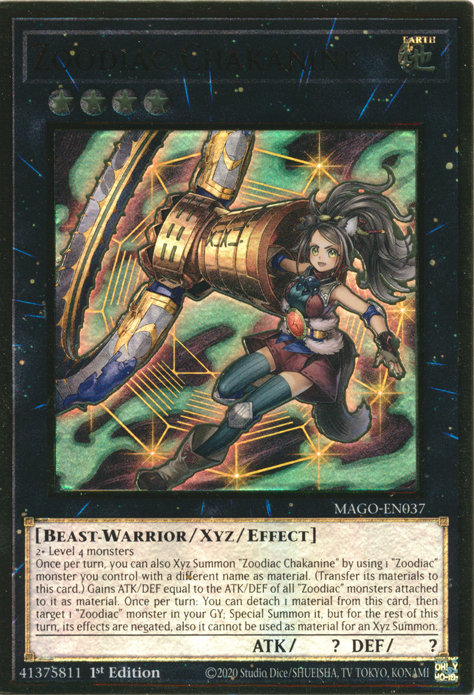 ZOODIAC CHAKANINE
EARTH
地
MAGO-EN037
[BEAST-WARRIOR/XYZ/EFFECT]
2+ Level 4 monsters
Once per turn, you can also Xyz Summon "Zoodiac Chakanine" by using 1 "Zoodiac"
monster you control with a different name as material. (Transfer its materials to
this card.) Gains ATK/DEF equal to the ATK/DEF of all "Zoodiac" monsters attached
to it as material. Once per turn: You can detach 1 material from this card, then
target 1 "Zoodiac" monster in your GY; Special Summon it, but for the rest of this
turn, its effects are negated, also it cannot be used as material for an Xyz Summon.
ATK/ ? DEF/ ?
41375811 1st Edition ©2020 Studio Dice/SHUEISHA, TV TOKYO, KONAMI